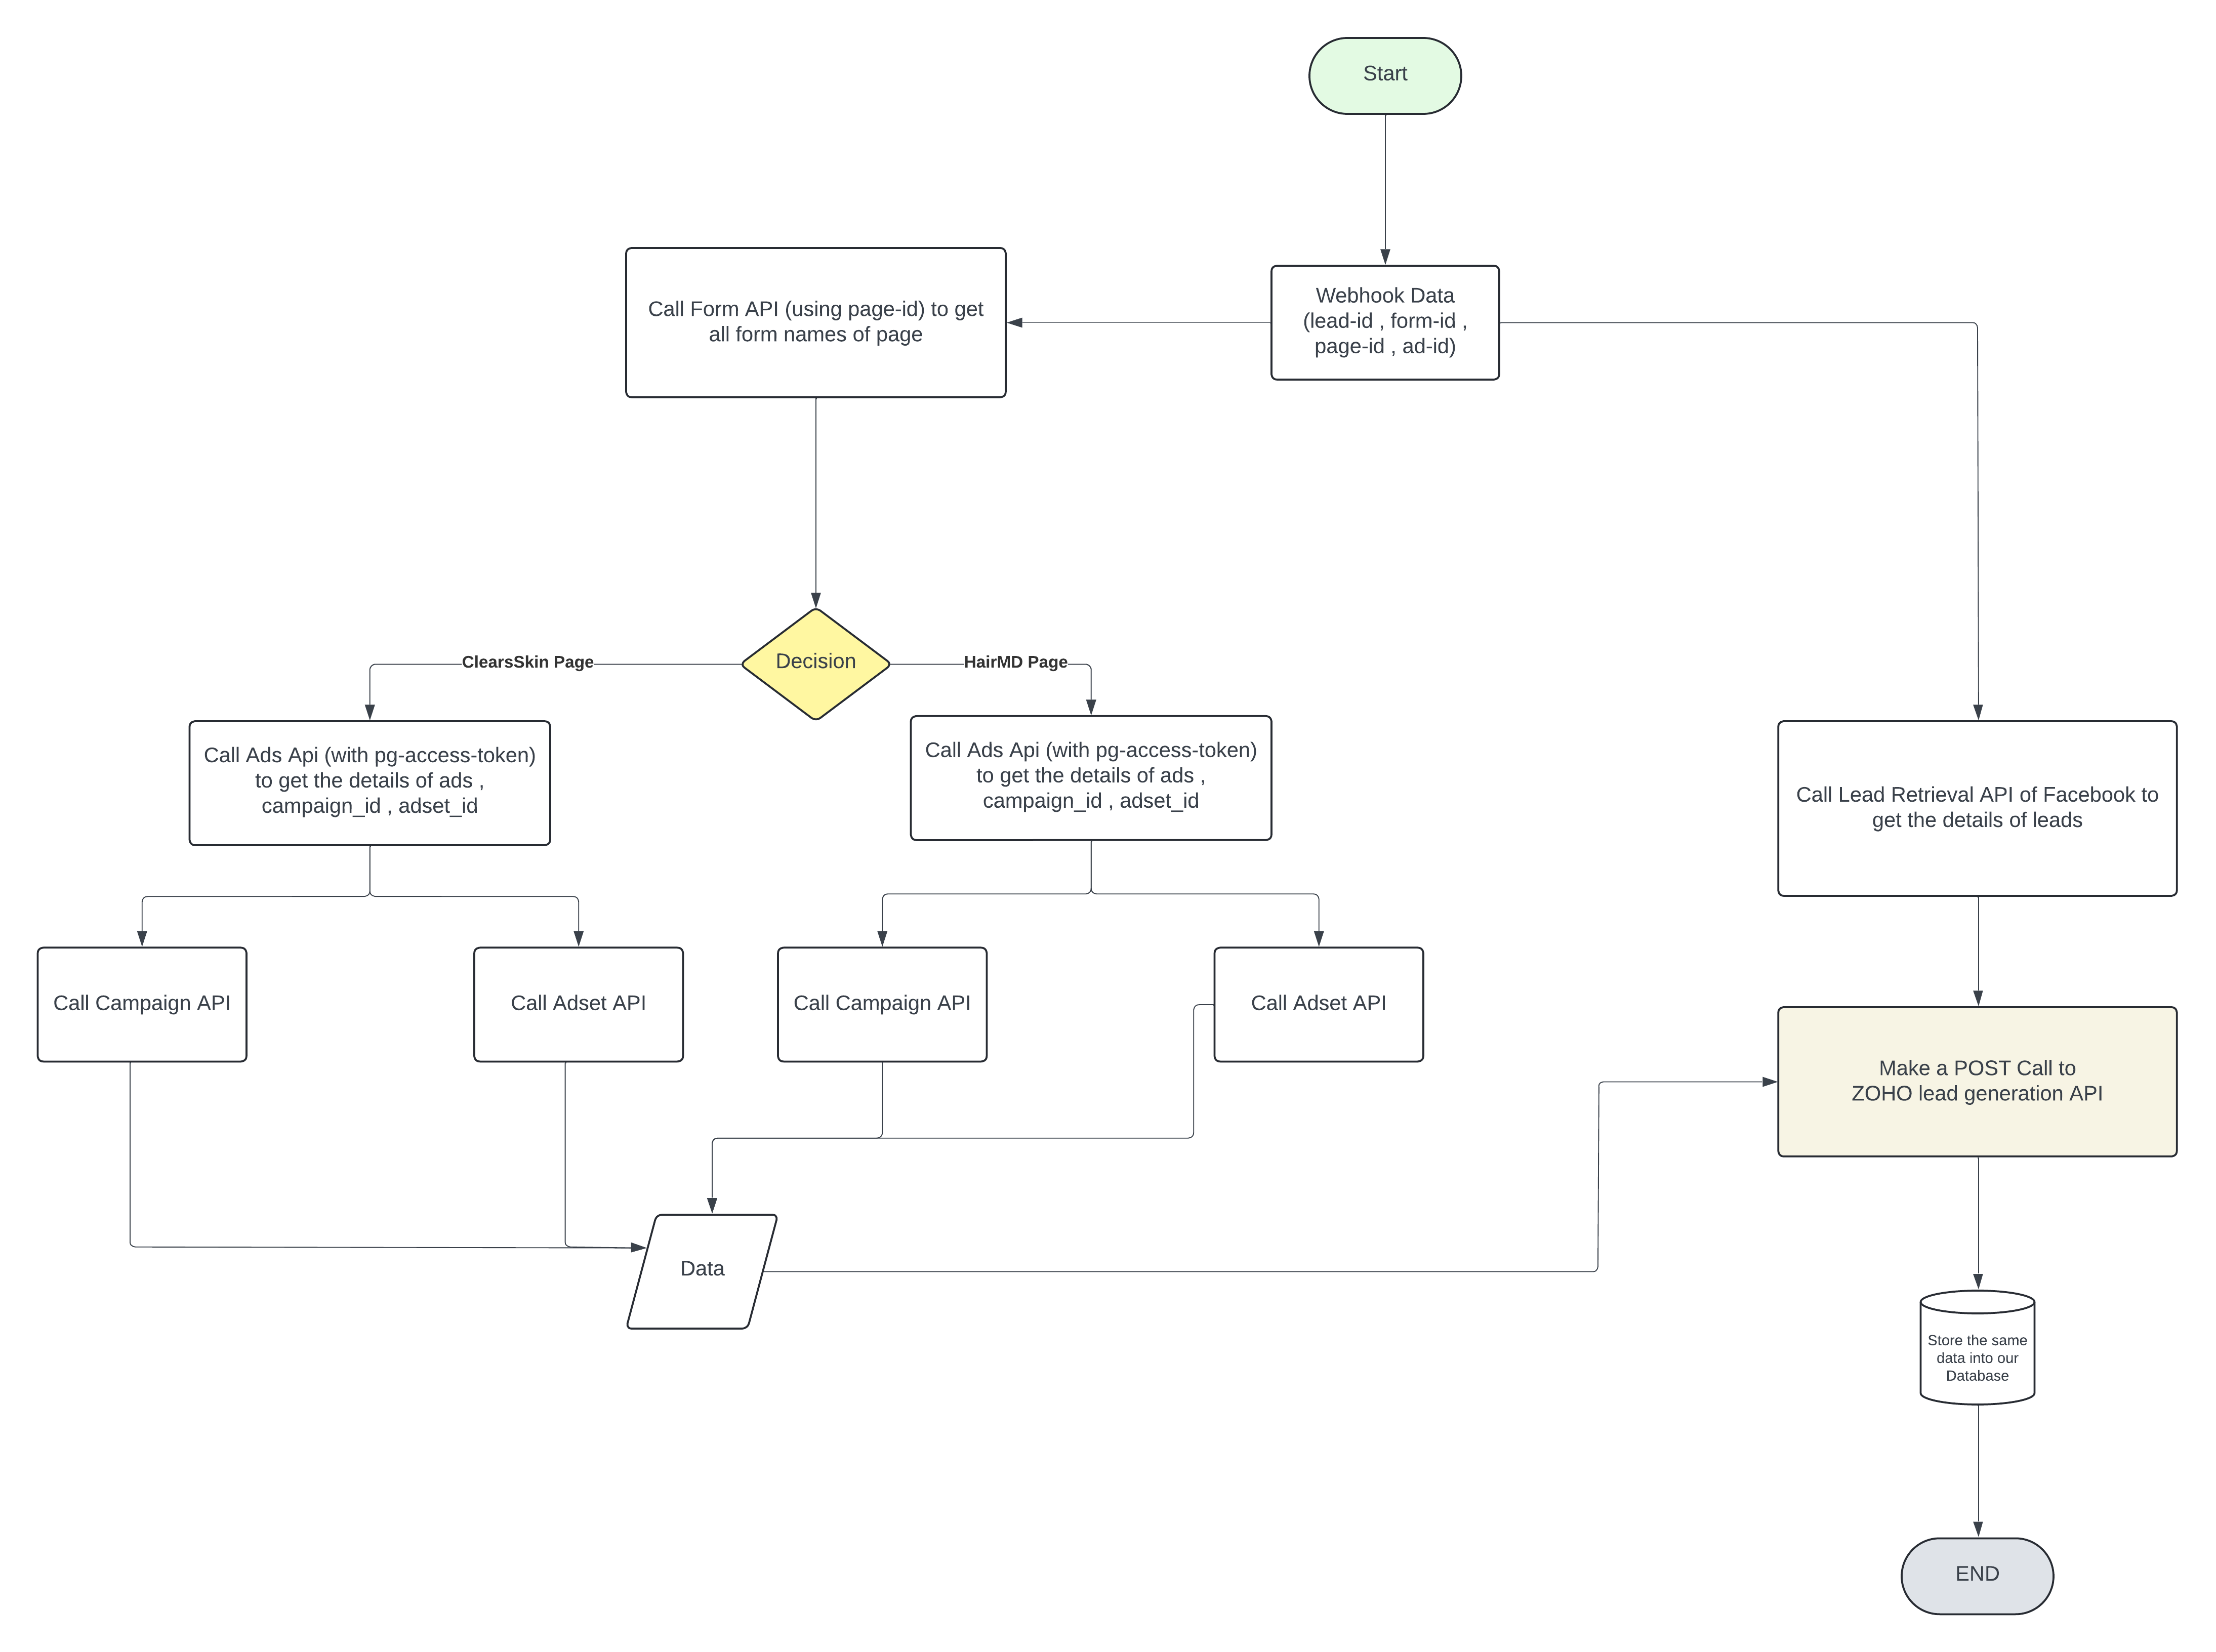 Start
Call Form API (using page-id) to get
all form names of page
Webhook Data
(lead-id , form-id ,
page-id , ad-id)
ClearsSkin Page
Decision
HairMD Page
Call Ads Api (with pg-access-token)
to get the details of ads ,
campaign_id , adset_id
Call Ads Api (with pg-access-token)
to get the details of ads ,
campaign_id , adset_id
Call Lead Retrieval API of Facebook to
get the details of leads
Call Campaign API
Call Adset API
Call Campaign API
Call Adset API
Make a POST Call to
ZOHO lead generation API
Data
Store the same
data into our
Database
END